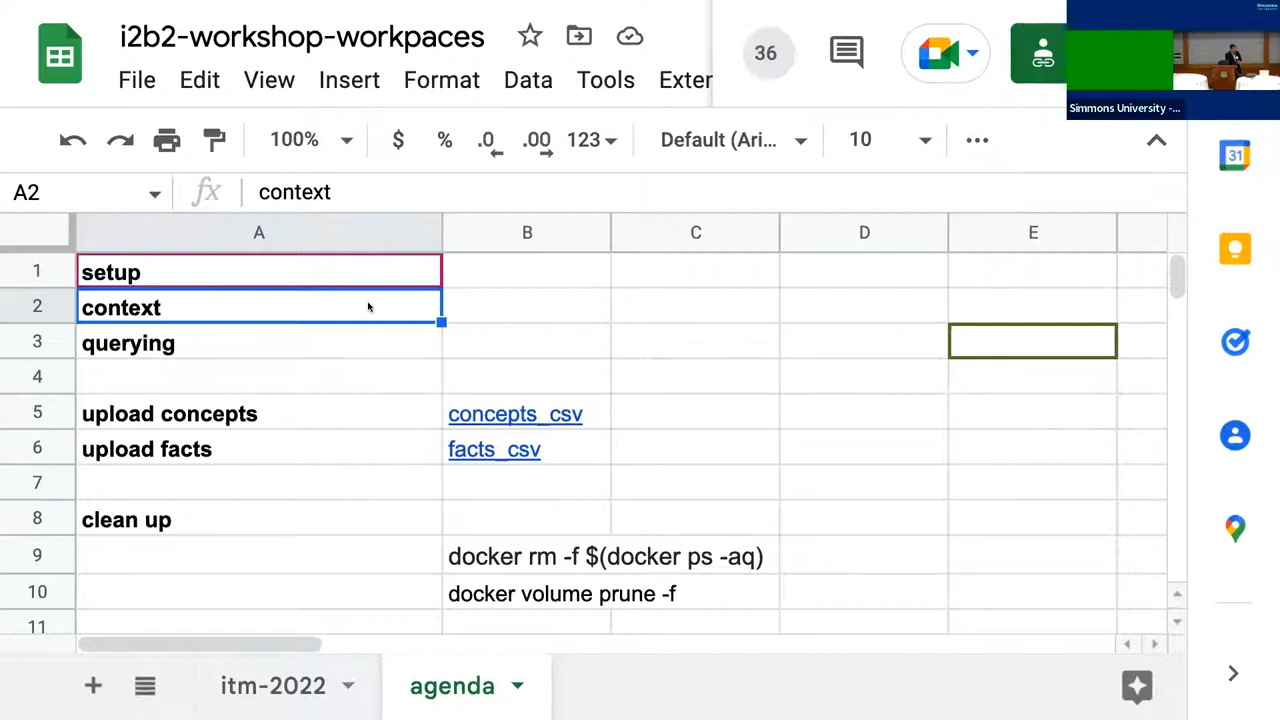 i2b2-workshop-workpaces
36
File Edit View Insert Format Data Tools Exter
Simmons University -...
100% $ % .0 .00 123 Default (Ari... 10 ...
31
A2 fx context
A B C D E
1 setup
2 context
3 querying
4
5 upload concepts concepts_csv
6 upload facts facts_csv
7
8 clean up
9 docker rm -f $(docker ps -aq)
10 docker volume prune -f
11
+ itm-2022 agenda